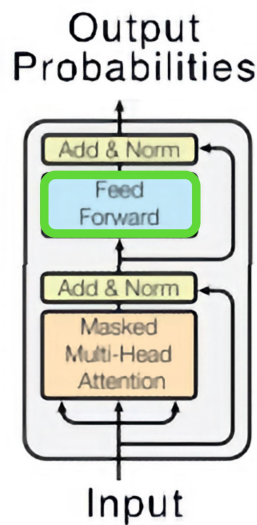 Output
Probabilities
Add & Norm
Feed
Forward
Add & Norm
Masked
Multi-Head
Attention
Input